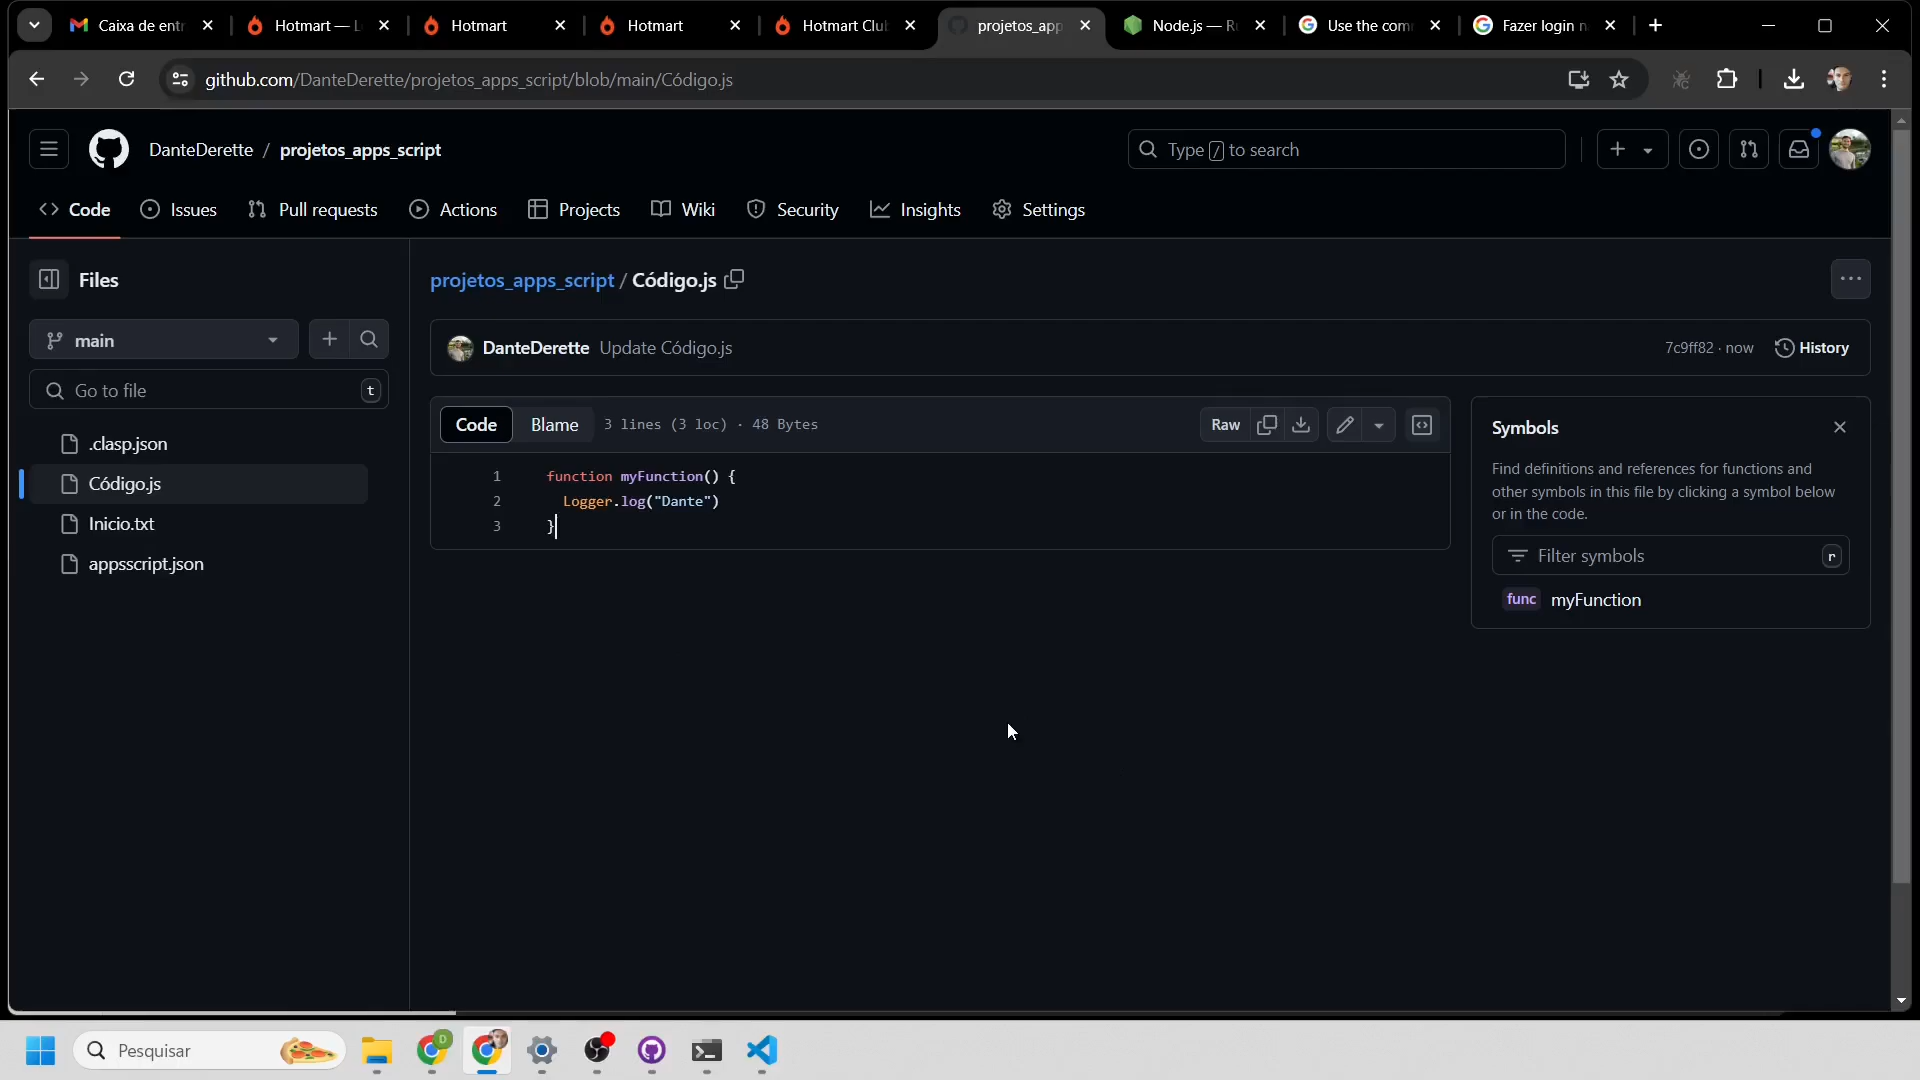 Caixa de entr
Hotmart — L
Hotmart
Hotmart
Hotmart Club
projetos_app
Node.js — Ru
Use the com
Fazer login n
github.com/DanteDerette/projetos_apps_script/blob/main/Código.js
DanteDerette / projetos_apps_script
Type / to search
Code
Issues
Pull requests
Actions
Projects
Wiki
Security
Insights
Settings
Files
main
Go to file
t
.clasp.json
Código.js
Inicio.txt
appsscript.json
projetos_apps_script / Código.js
DanteDerette Update Código.js
7c9ff82 · now
History
Code
Blame
3 lines (3 loc) · 48 Bytes
Raw
1 function myFunction() {
2 Logger.log("Dante")
3 }
Symbols
Find definitions and references for functions and
other symbols in this file by clicking a symbol below
or in the code.
Filter symbols
r
func myFunction
Pesquisar
D